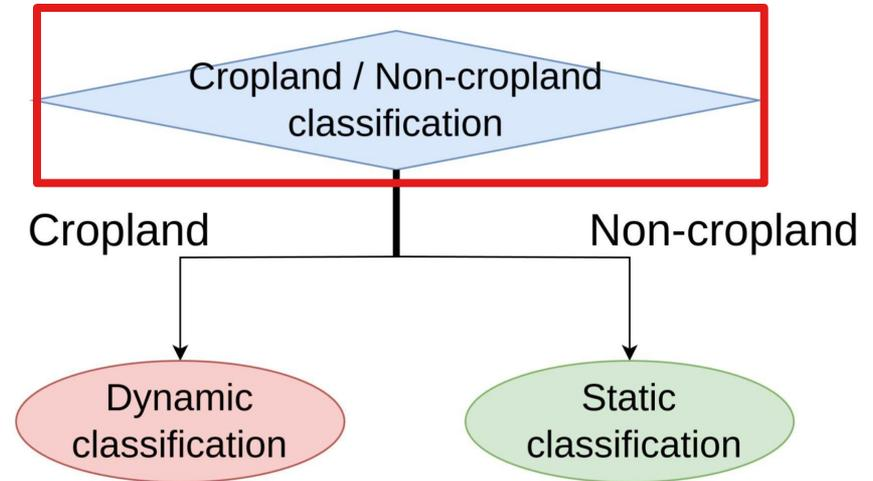 Cropland / Non-cropland
classification
Cropland
Non-cropland
Dynamic
classification
Static
classification